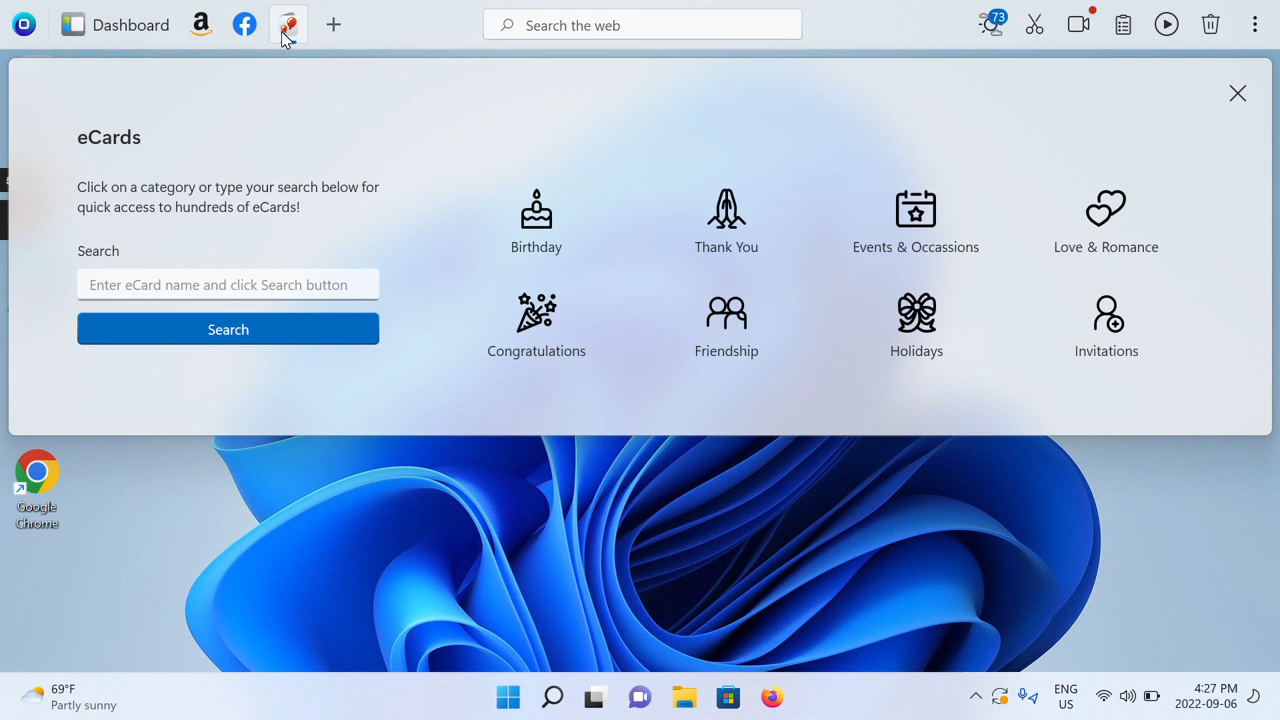 Dashboard
Search the web
73
eCards
Click on a category or type your search below for
quick access to hundreds of eCards!
Search
Enter eCard name and click Search button
Search
Birthday
Thank You
Events & Occassions
Love & Romance
Congratulations
Friendship
Holidays
Invitations
Google
Chrome
69°F
Partly sunny
ENG
US
4:27 PM
2022-09-06